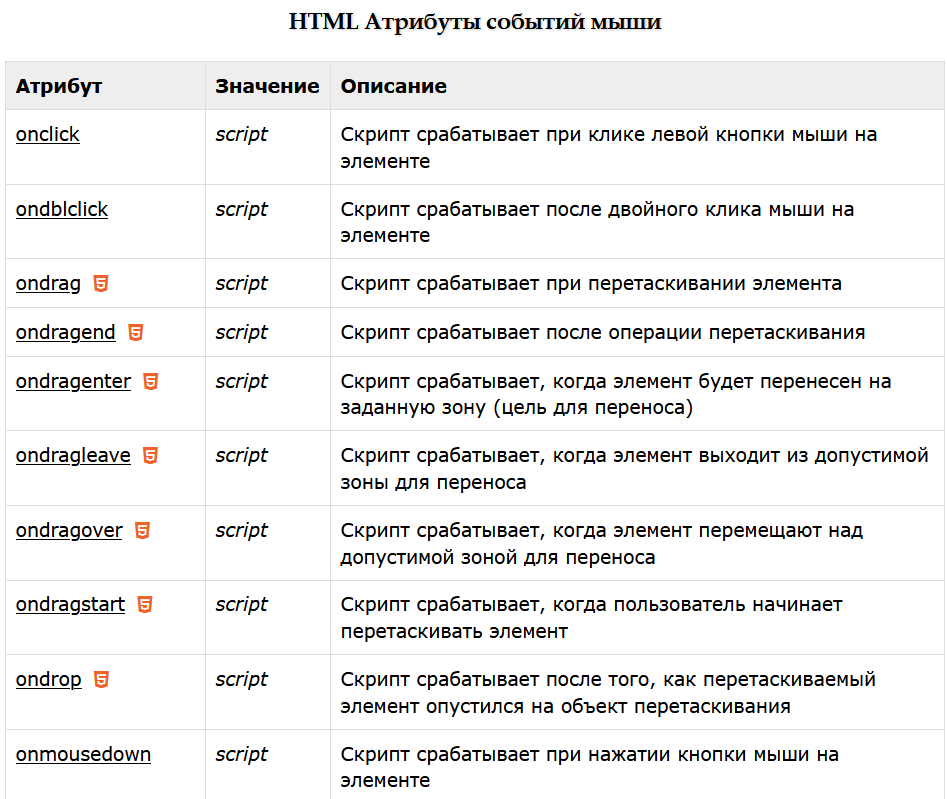 HTML Атрибуты событий мыши
Атрибут Значение Описание
onclick script Скрипт срабатывает при клике левой кнопки мыши на
элементе
ondblclick script Скрипт срабатывает после двойного клика мыши на
элементе
ondrag 5 script Скрипт срабатывает при перетаскивании элемента
ondragend 5 script Скрипт срабатывает после операции перетаскивания
ondragenter 5 script Скрипт срабатывает, когда элемент будет перенесен на
заданную зону (цель для переноса)
ondragleave 5 script Скрипт срабатывает, когда элемент выходит из допустимой
зоны для переноса
ondragover 5 script Скрипт срабатывает, когда элемент перемещают над
допустимой зоной для переноса
ondragstart 5 script Скрипт срабатывает, когда пользователь начинает
перетаскивать элемент
ondrop 5 script Скрипт срабатывает после того, как перетаскиваемый
элемент опустился на объект перетаскивания
onmousedown script Скрипт срабатывает при нажатии кнопки мыши на
элементе